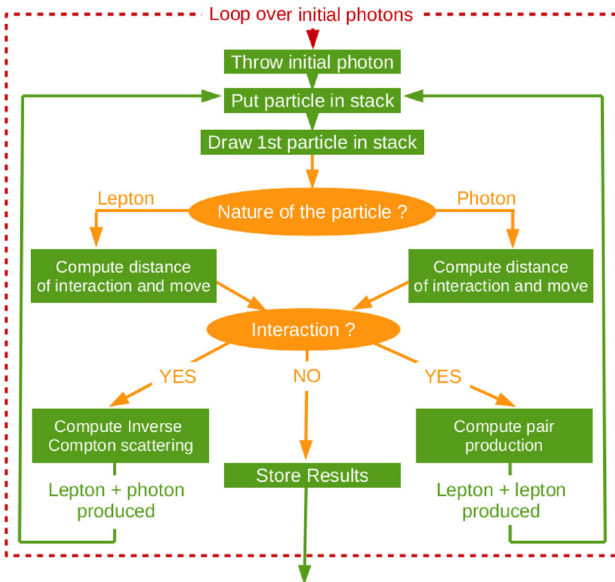 Loop over initial photons
Throw initial photon
Put particle in stack
Draw 1st particle in stack
Lepton
Nature of the particle ?
Photon
Compute distance
of interaction and move
Compute distance
of interaction and move
Interaction ?
YES
NO
YES
Compute Inverse
Compton scattering
Compute pair
production
Store Results
Lepton + photon
produced
Lepton + lepton
produced